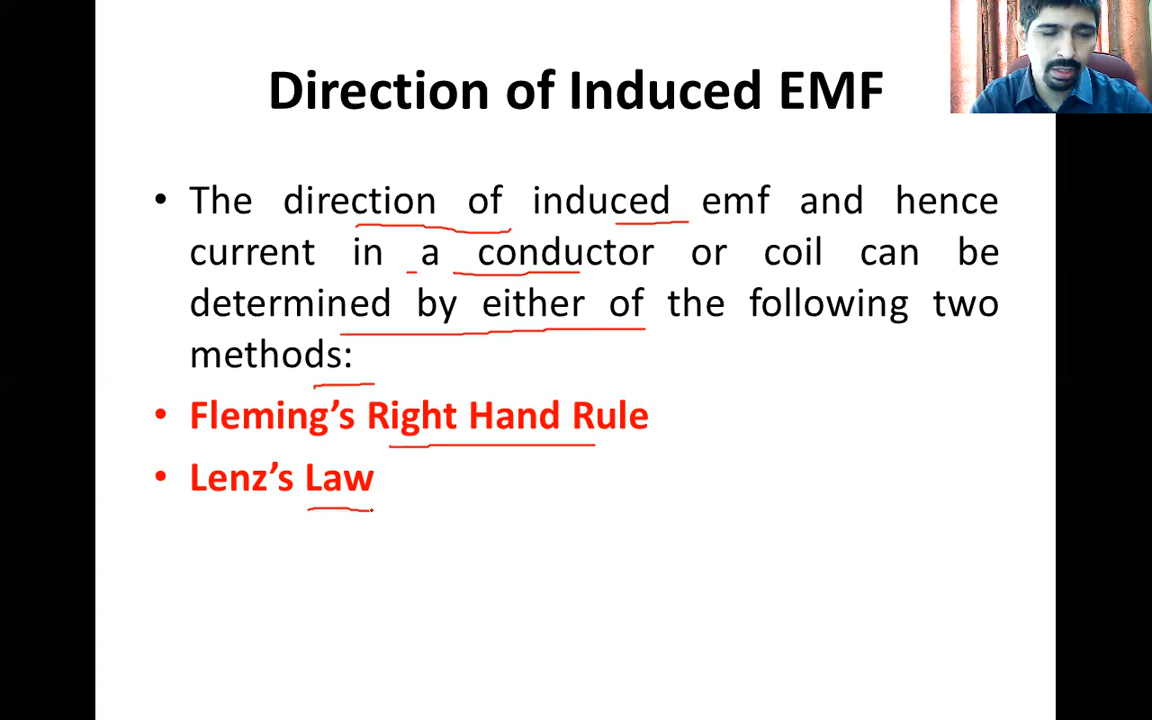 Direction of Induced EMF
• The direction of induced emf and hence
current in a conductor or coil can be
determined by either of the following two
methods:
• Fleming’s Right Hand Rule
• Lenz’s Law